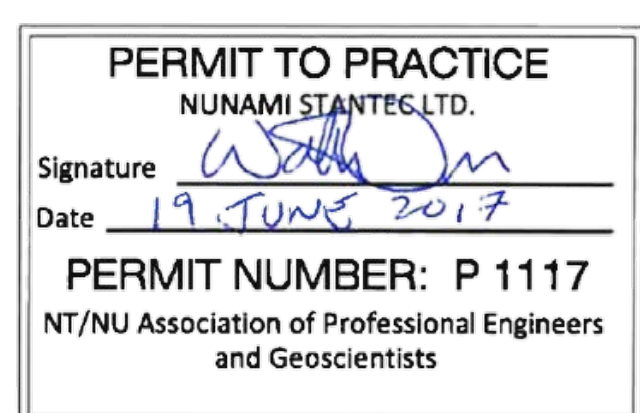 PERMIT TO PRACTICE
NUNAMI STANTEC LTD.
Signature
Date 19 JUNE 2017
PERMIT NUMBER: P 1117
NT/NU Association of Professional Engineers
and Geoscientists